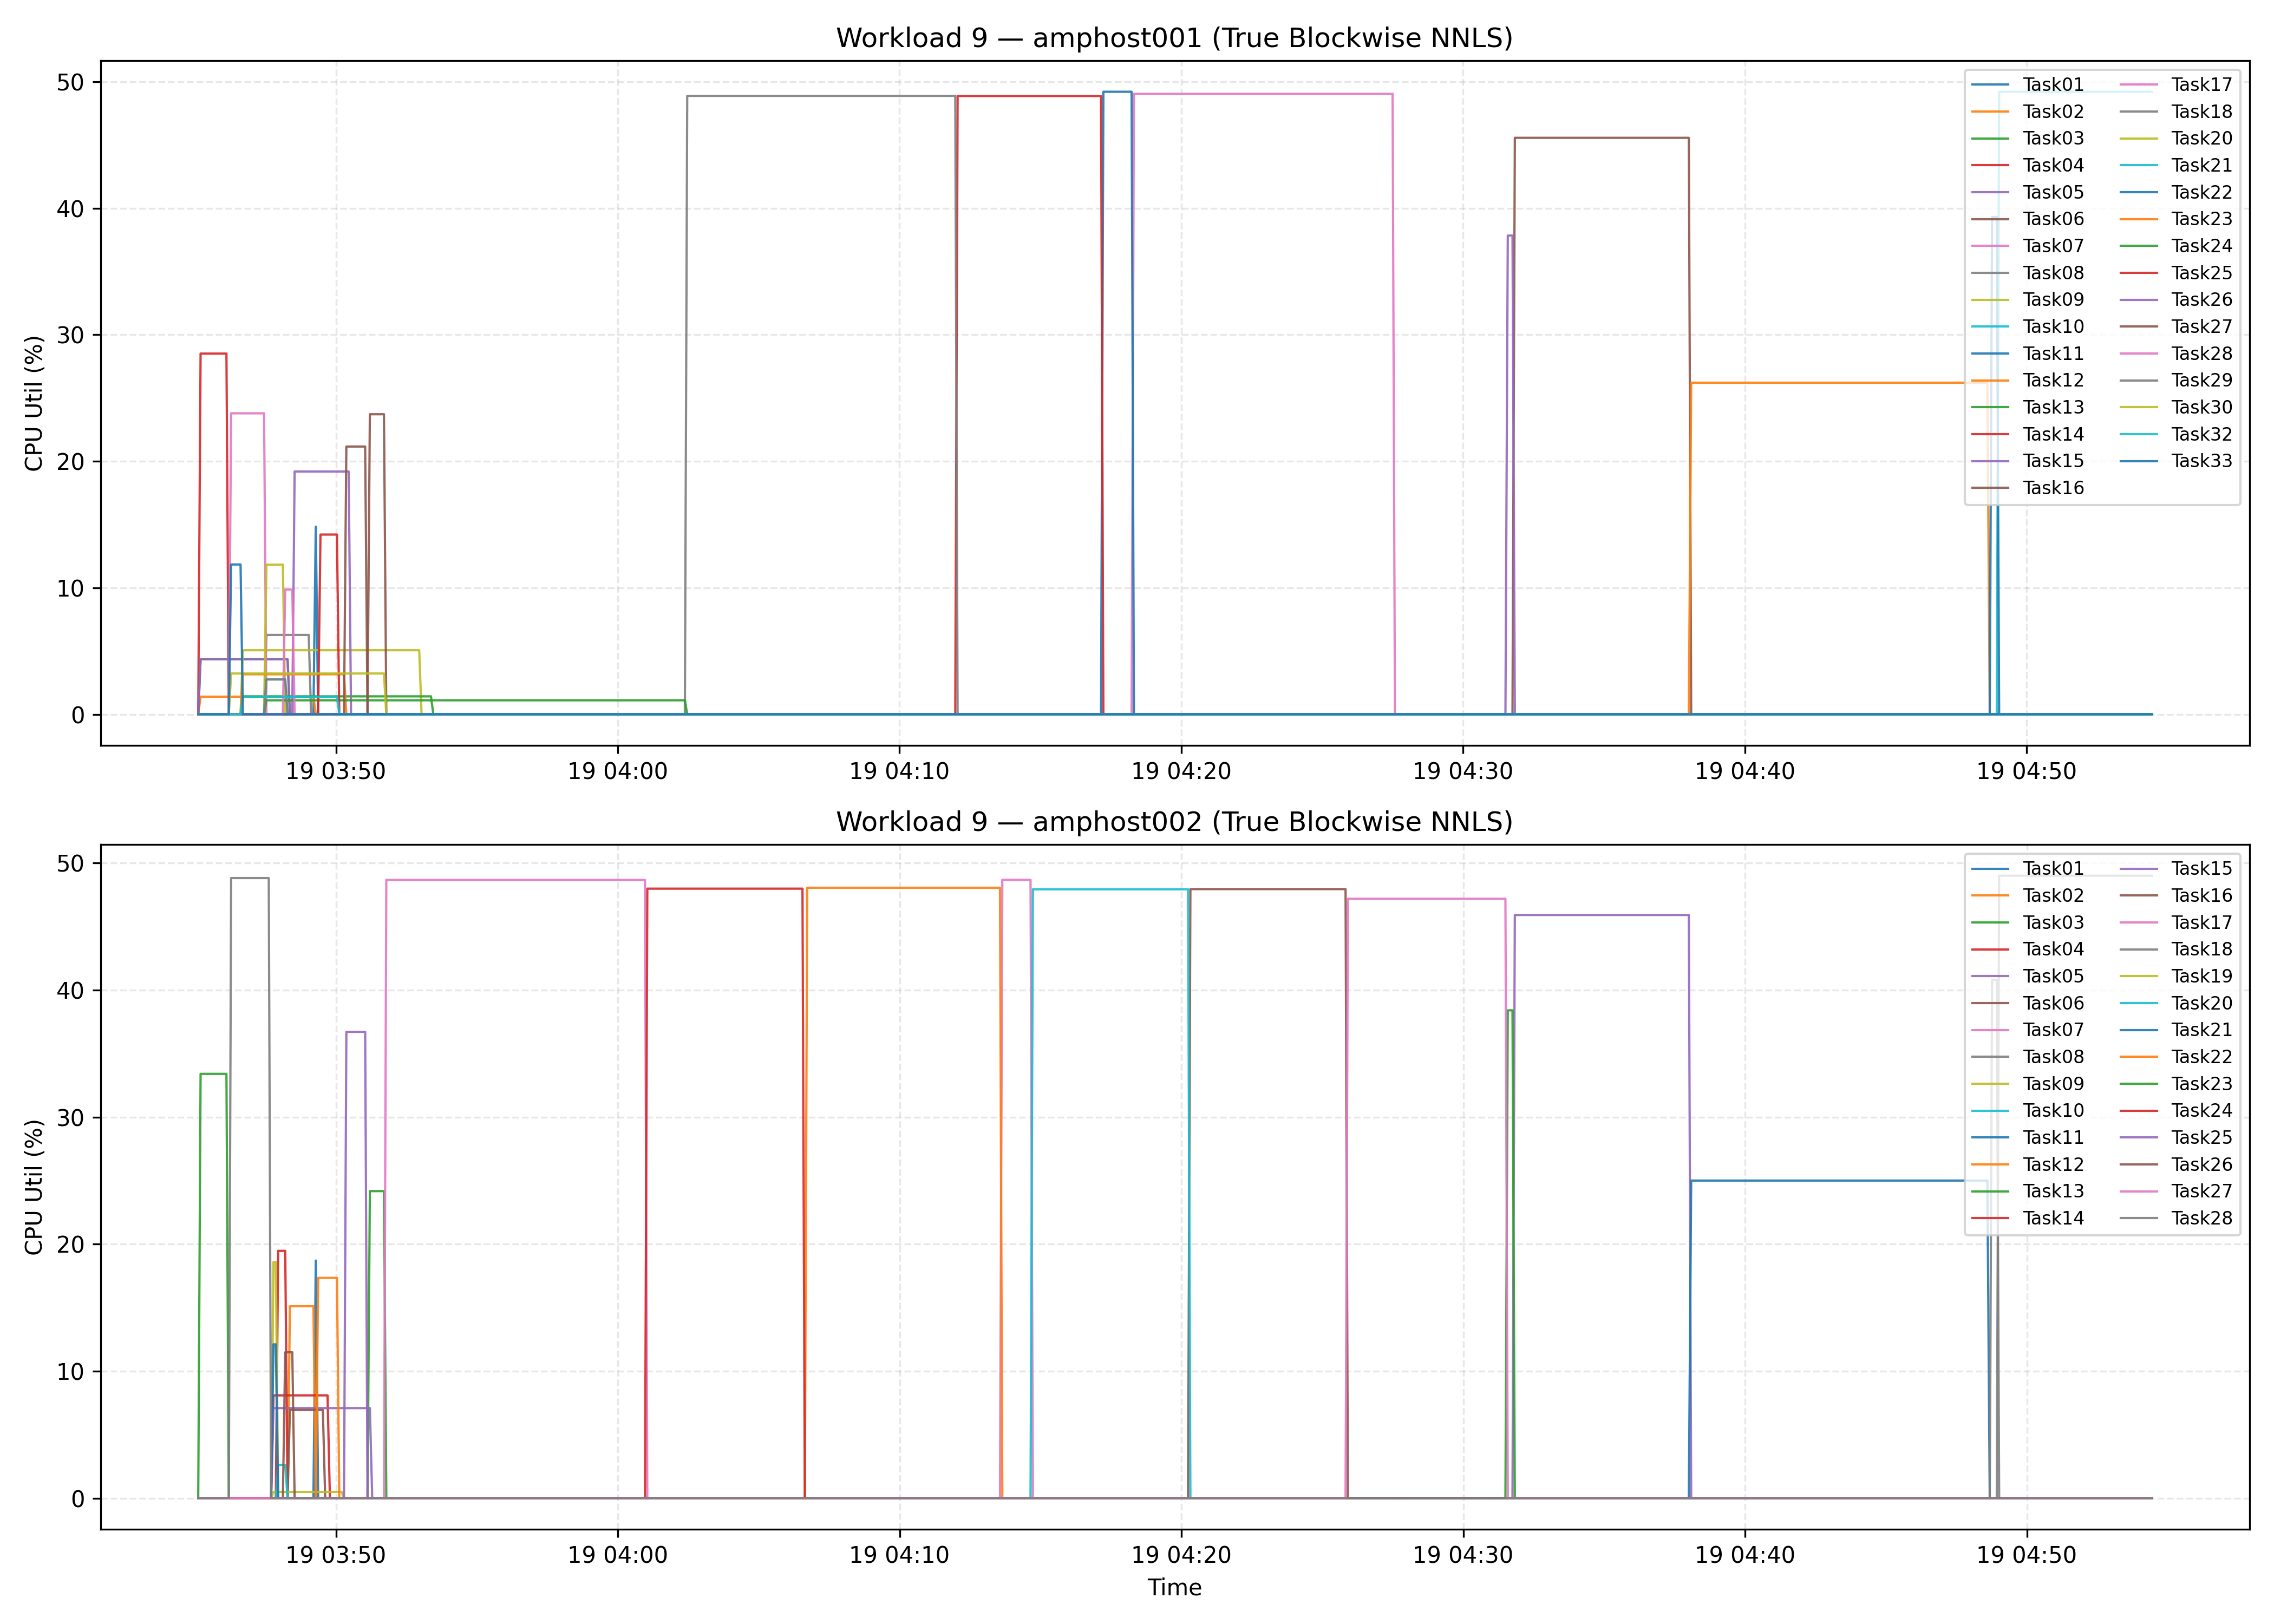 Workload 9 — amphost001 (True Blockwise NNLS)
CPU Util (%)
50
40
30
20
10
0
Task01
Task02
Task03
Task04
Task05
Task06
Task07
Task08
Task09
Task10
Task11
Task12
Task13
Task14
Task15
Task16
Task17
Task18
Task20
Task21
Task22
Task23
Task24
Task25
Task26
Task27
Task28
Task29
Task30
Task32
Task33
19 03:50 19 04:00 19 04:10 19 04:20 19 04:30 19 04:40 19 04:50
Workload 9 — amphost002 (True Blockwise NNLS)
CPU Util (%)
50
40
30
20
10
0
Task01
Task02
Task03
Task04
Task05
Task06
Task07
Task08
Task09
Task10
Task11
Task12
Task13
Task14
Task15
Task16
Task17
Task18
Task19
Task20
Task21
Task22
Task23
Task24
Task25
Task26
Task27
Task28
19 03:50 19 04:00 19 04:10 19 04:20 19 04:30 19 04:40 19 04:50
Time